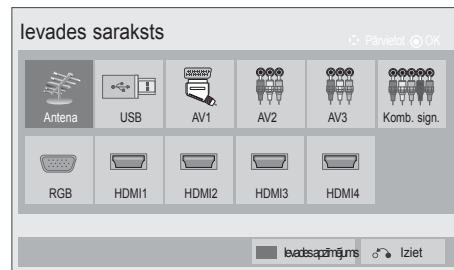 Ievades saraksts
Pārvietot OK
Antena USB AV1 AV2 AV3 Komb. sign.
RGB HDMI1 HDMI2 HDMI3 HDMI4
Ievades apzīmējums Iziet